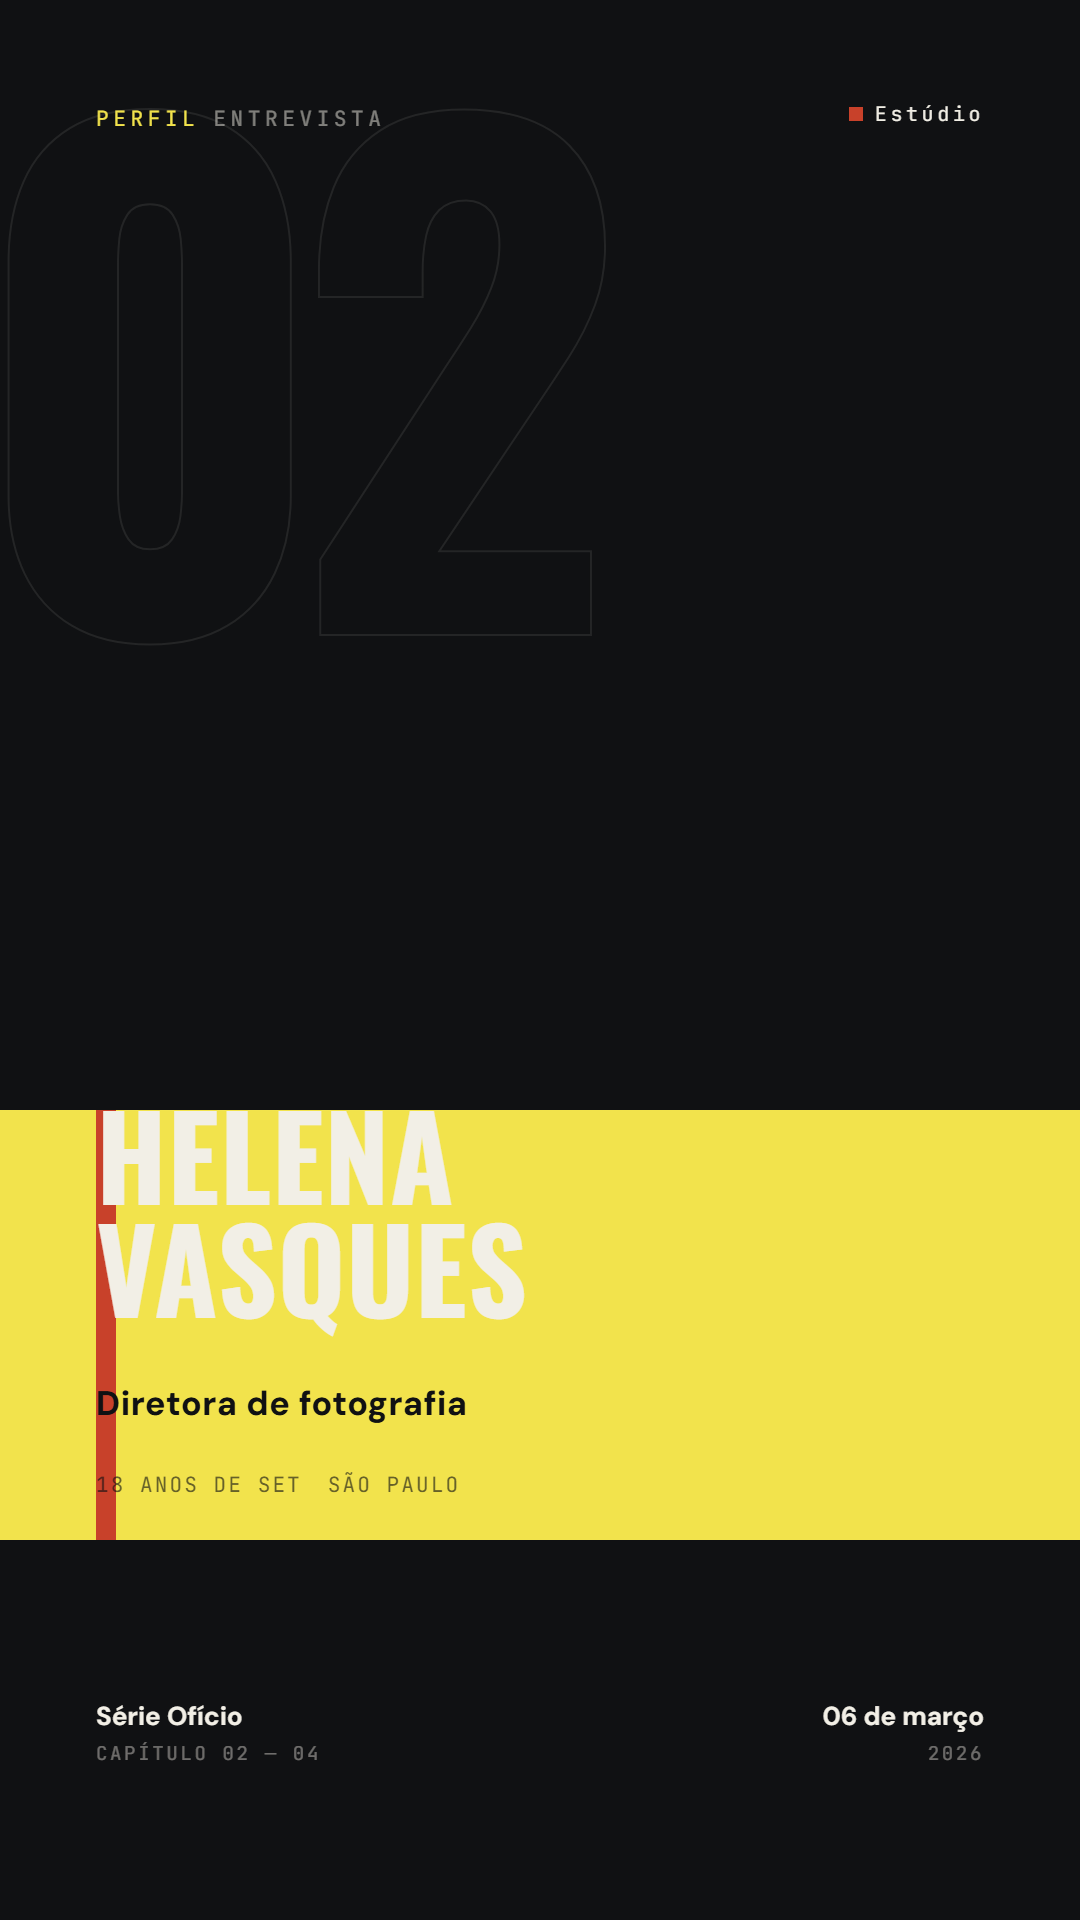 PERFIL ENTREVISTA
Estúdio
02
HELENA
VASQUES
Diretora de fotografia
18 ANOS DE SET SÃO PAULO
Série Ofício
CAPÍTULO 02 — 04
06 de março
2026